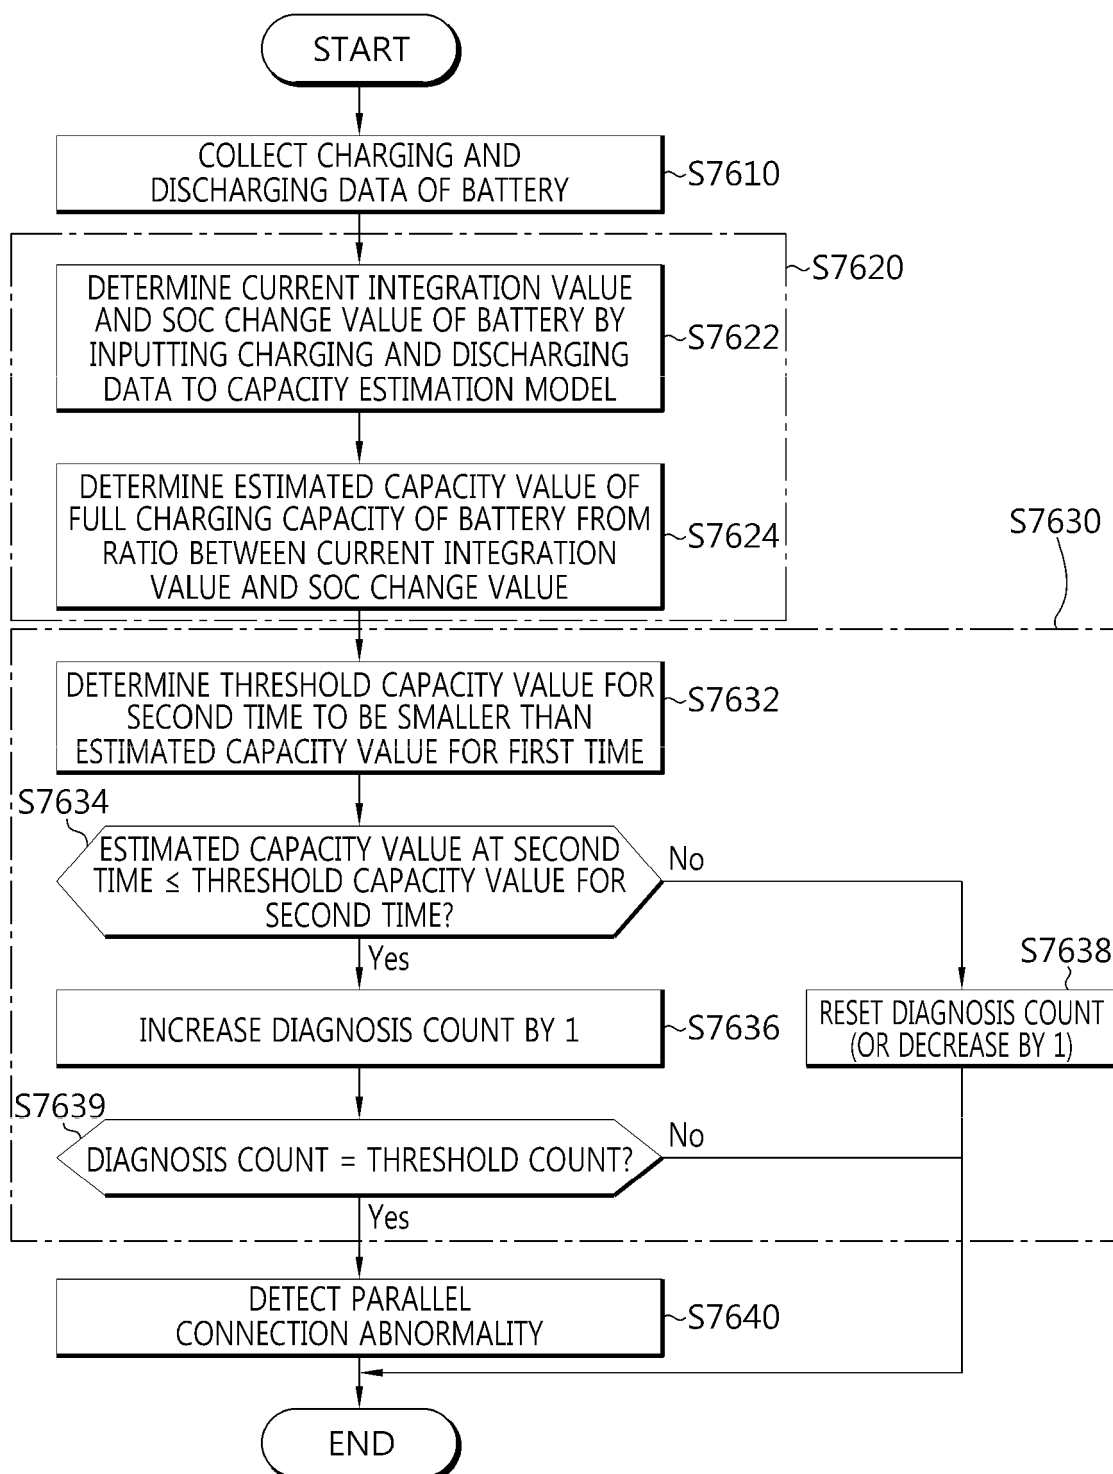 START
COLLECT CHARGING AND
DISCHARGING DATA OF BATTERY
S7610
S7620
DETERMINE CURRENT INTEGRATION VALUE
AND SOC CHANGE VALUE OF BATTERY BY
INPUTTING CHARGING AND DISCHARGING
DATA TO CAPACITY ESTIMATION MODEL
S7622
DETERMINE ESTIMATED CAPACITY VALUE OF
FULL CHARGING CAPACITY OF BATTERY FROM
RATIO BETWEEN CURRENT INTEGRATION
VALUE AND SOC CHANGE VALUE
S7624
S7630
DETERMINE THRESHOLD CAPACITY VALUE FOR
SECOND TIME TO BE SMALLER THAN
ESTIMATED CAPACITY VALUE FOR FIRST TIME
S7632
S7634
ESTIMATED CAPACITY VALUE AT SECOND
TIME ≤ THRESHOLD CAPACITY VALUE FOR
SECOND TIME?
No
Yes
INCREASE DIAGNOSIS COUNT BY 1
S7636
S7638
RESET DIAGNOSIS COUNT
(OR DECREASE BY 1)
S7639
DIAGNOSIS COUNT = THRESHOLD COUNT?
No
Yes
DETECT PARALLEL
CONNECTION ABNORMALITY
S7640
END